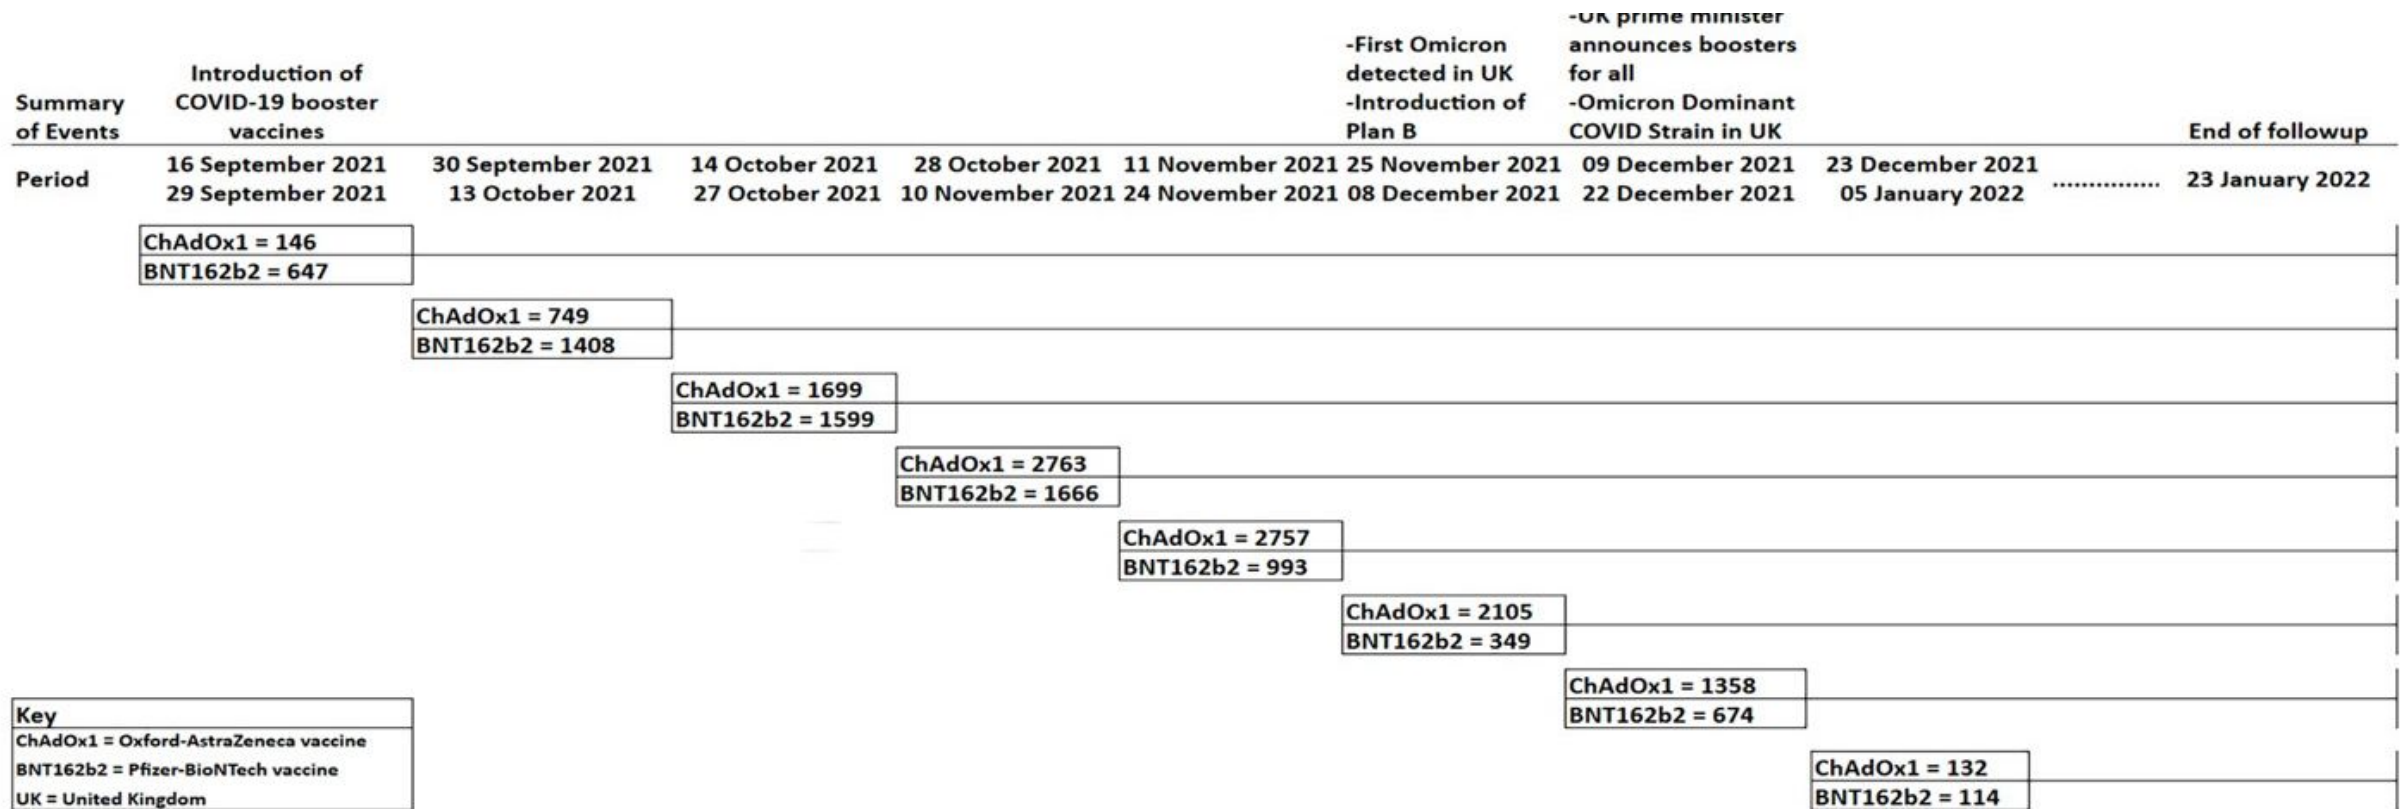 -UK prime minister
-First Omicron announces boosters
Introduction of detected in UK for all
Summary COVID-19 booster -Introduction of -Omicron Dominant
of Events vaccines Plan B COVID Strain in UK End of followup
Period
16 September 2021 30 September 2021 14 October 2021 28 October 2021 11 November 2021 25 November 2021 09 December 2021 23 December 2021
29 September 2021 13 October 2021 27 October 2021 10 November 2021 24 November 2021 08 December 2021 22 December 2021 05 January 2022 ............... 23 January 2022
ChAdOx1 = 146
BNT162b2 = 647
ChAdOx1 = 749
BNT162b2 = 1408
ChAdOx1 = 1699
BNT162b2 = 1599
ChAdOx1 = 2763
BNT162b2 = 1666
ChAdOx1 = 2757
BNT162b2 = 993
ChAdOx1 = 2105
BNT162b2 = 349
ChAdOx1 = 1358
BNT162b2 = 674
ChAdOx1 = 132
BNT162b2 = 114
Key
ChAdOx1 = Oxford-AstraZeneca vaccine
BNT162b2 = Pfizer-BioNTech vaccine
UK = United Kingdom